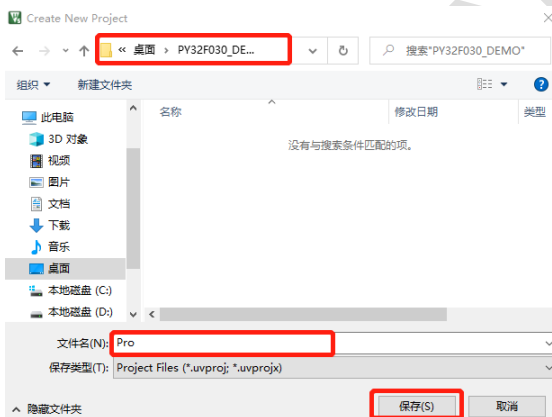 Create New Project
« 桌面 › PY32F030_DE...
搜索"PY32F030_DEMO"
组织 新建文件夹
此电脑
3D 对象
视频
图片
文档
下载
音乐
桌面
本地磁盘 (C:)
本地磁盘 (D:)
名称 修改日期 类型
没有与搜索条件匹配的项。
文件名(N): Pro
保存类型(T): Project Files (*.uvproj; *.uvprojx)
隐藏文件夹 保存(S) 取消